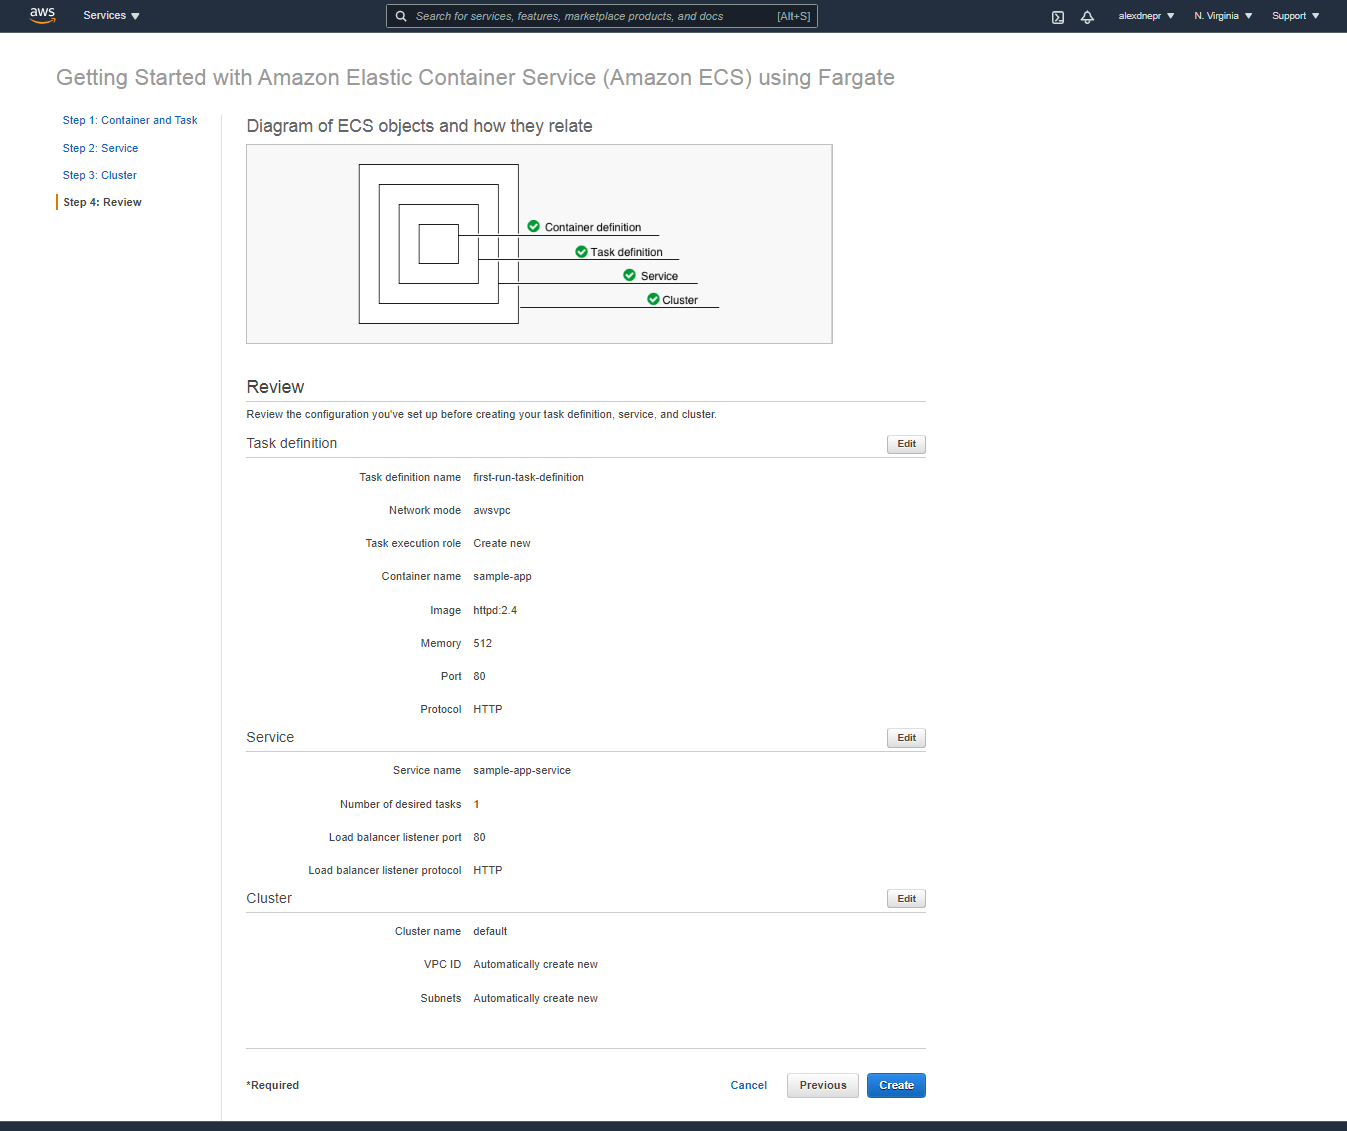 aws Services Search for services, features, marketplace products, and docs [Alt+S] alexdnepr N. Virginia Support
Getting Started with Amazon Elastic Container Service (Amazon ECS) using Fargate
Step 1: Container and Task
Step 2: Service
Step 3: Cluster
Step 4: Review
Diagram of ECS objects and how they relate
Container definition
Task definition
Service
Cluster
Review
Review the configuration you've set up before creating your task definition, service, and cluster.
Task definition Edit
Task definition name first-run-task-definition
Network mode awsvpc
Task execution role Create new
Container name sample-app
Image httpd:2.4
Memory 512
Port 80
Protocol HTTP
Service Edit
Service name sample-app-service
Number of desired tasks 1
Load balancer listener port 80
Load balancer listener protocol HTTP
Cluster Edit
Cluster name default
VPC ID Automatically create new
Subnets Automatically create new
*Required Cancel Previous Create